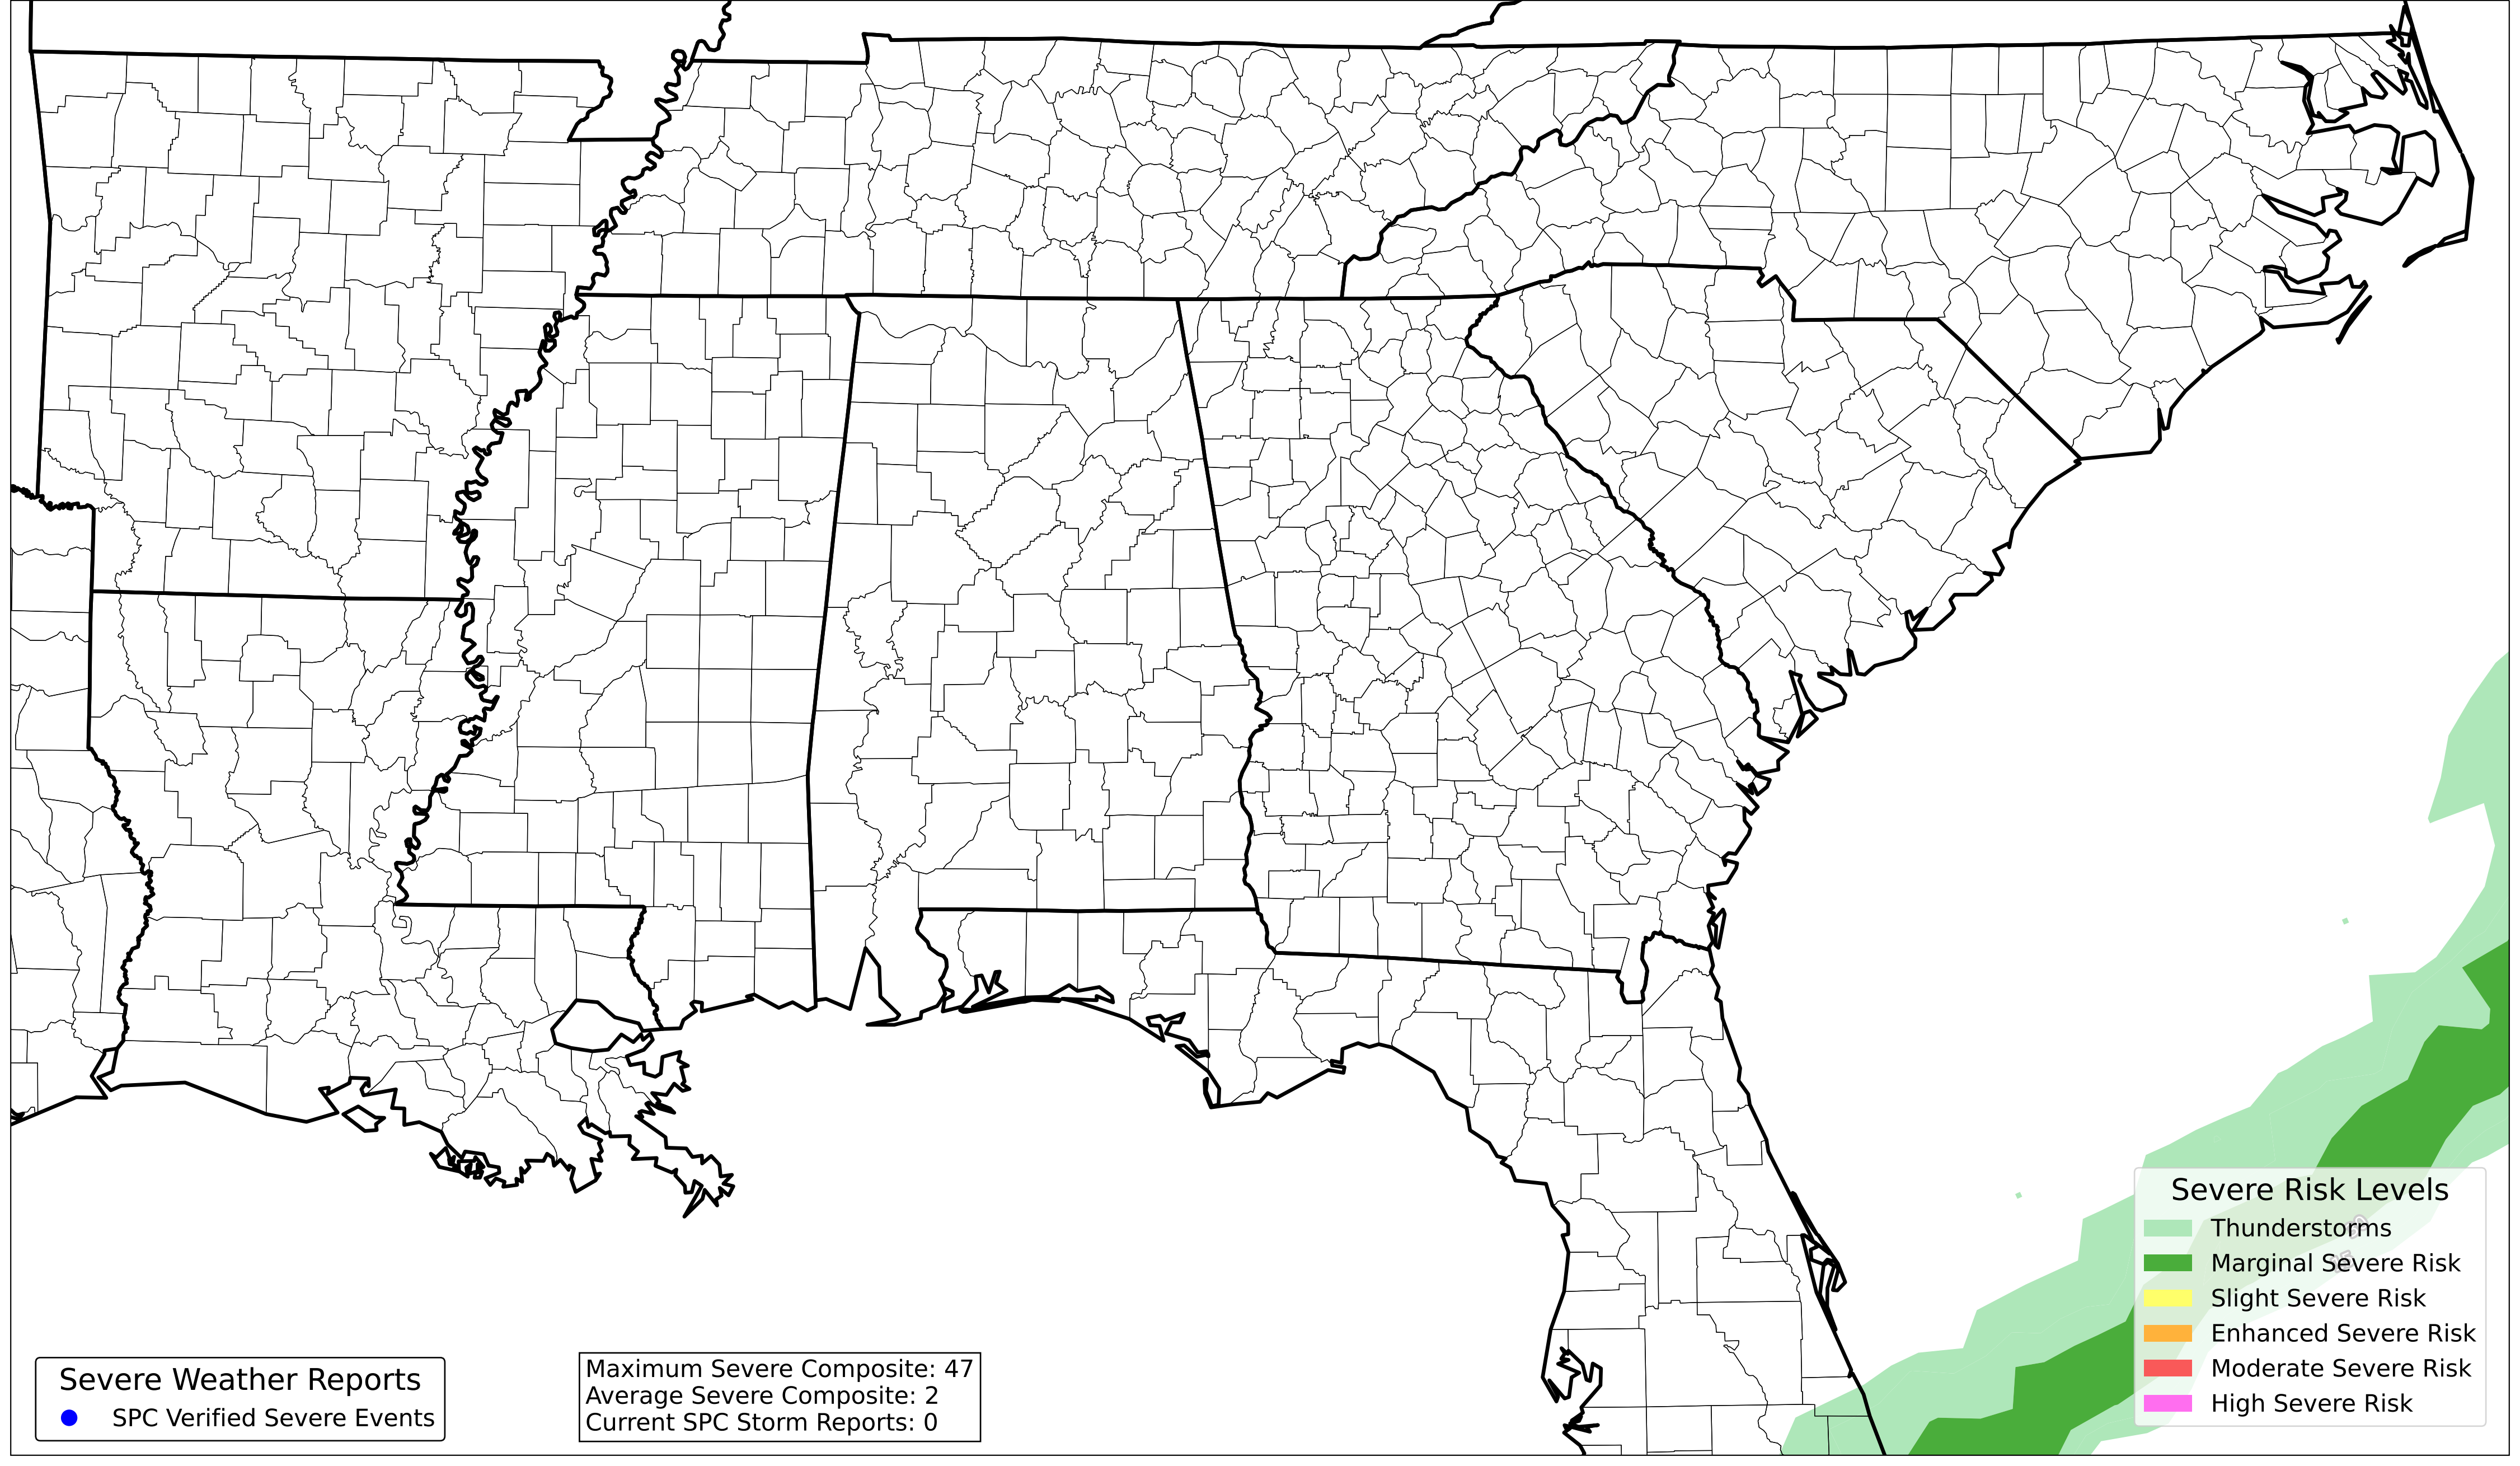 Severe Weather Reports
SPC Verified Severe Events
Maximum Severe Composite: 47
Average Severe Composite: 2
Current SPC Storm Reports: 0
Severe Risk Levels
Thunderstorms
Marginal Severe Risk
Slight Severe Risk
Enhanced Severe Risk
Moderate Severe Risk
High Severe Risk